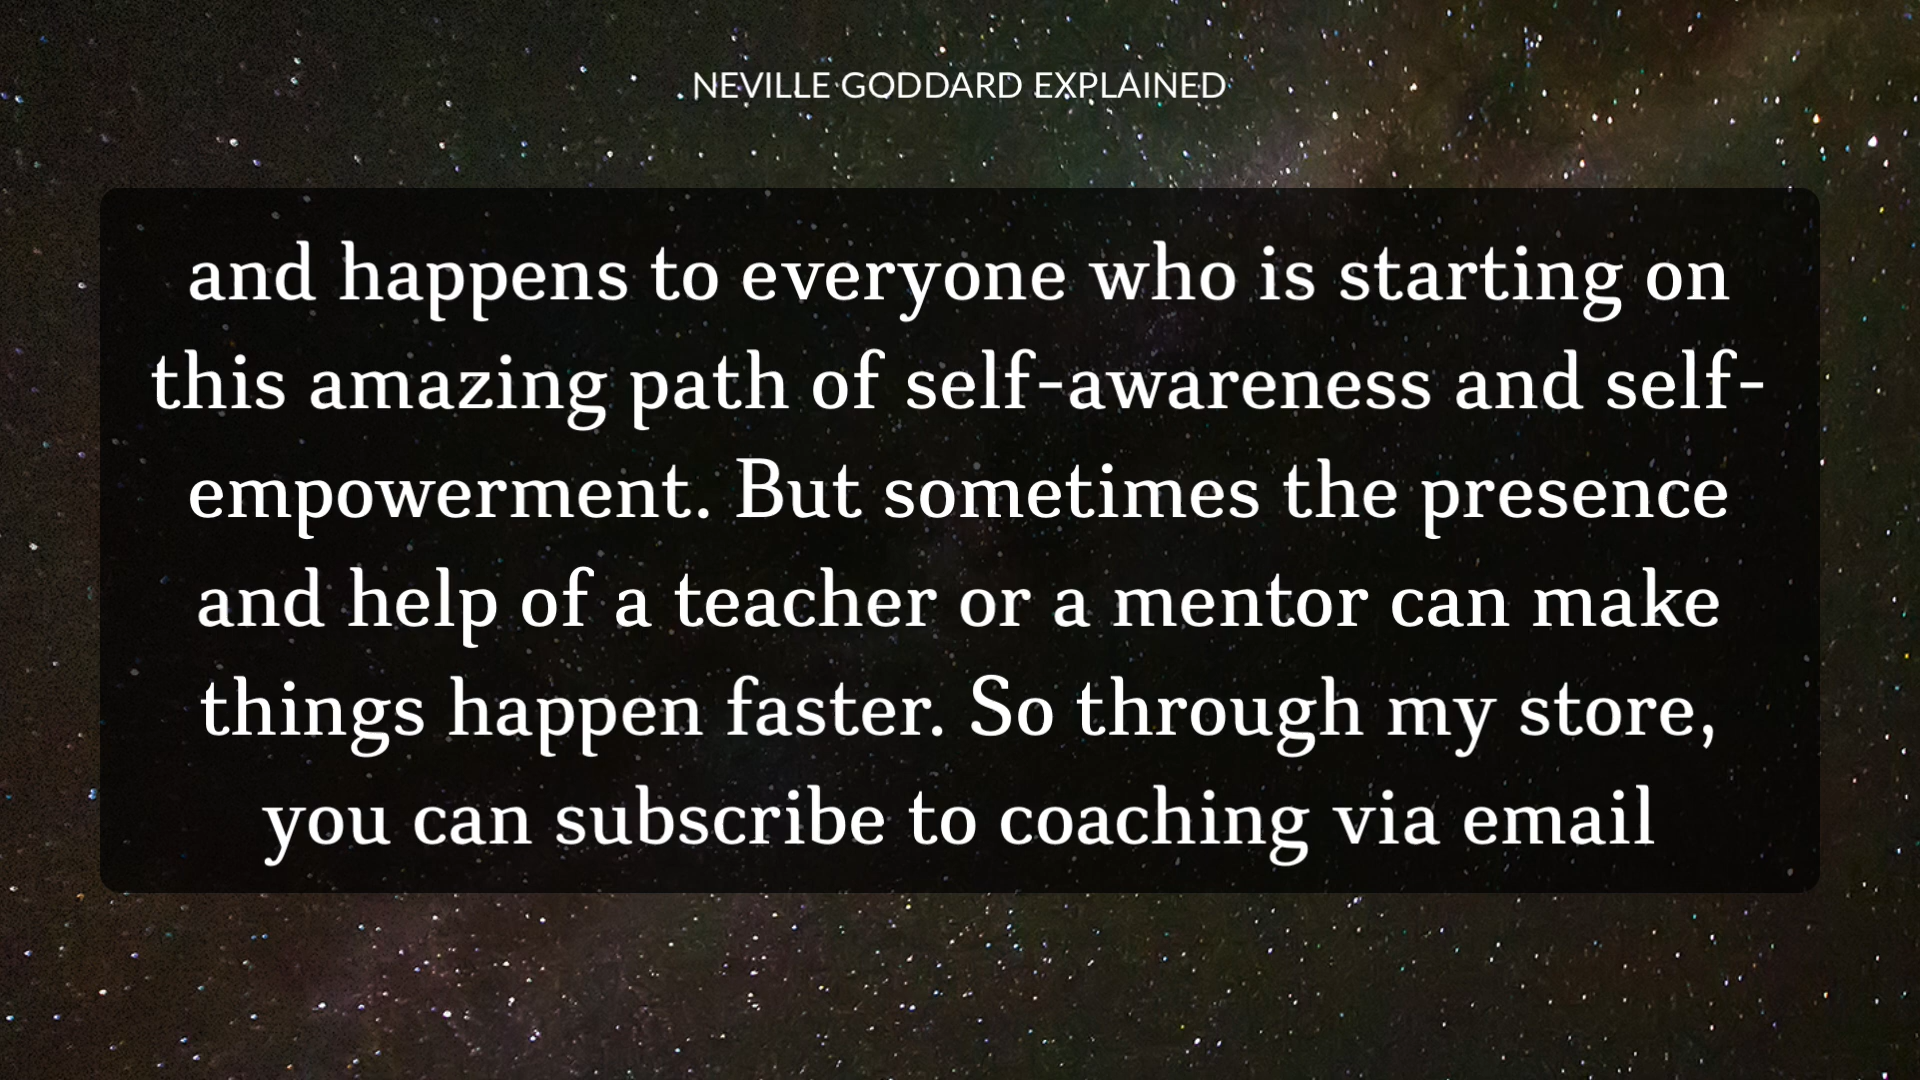 NEVILLE GODDARD EXPLAINED
and happens to everyone who is starting on
this amazing path of self-awareness and self-
empowerment. But sometimes the presence
and help of a teacher or a mentor can make
things happen faster. So through my store,
you can subscribe to coaching via email